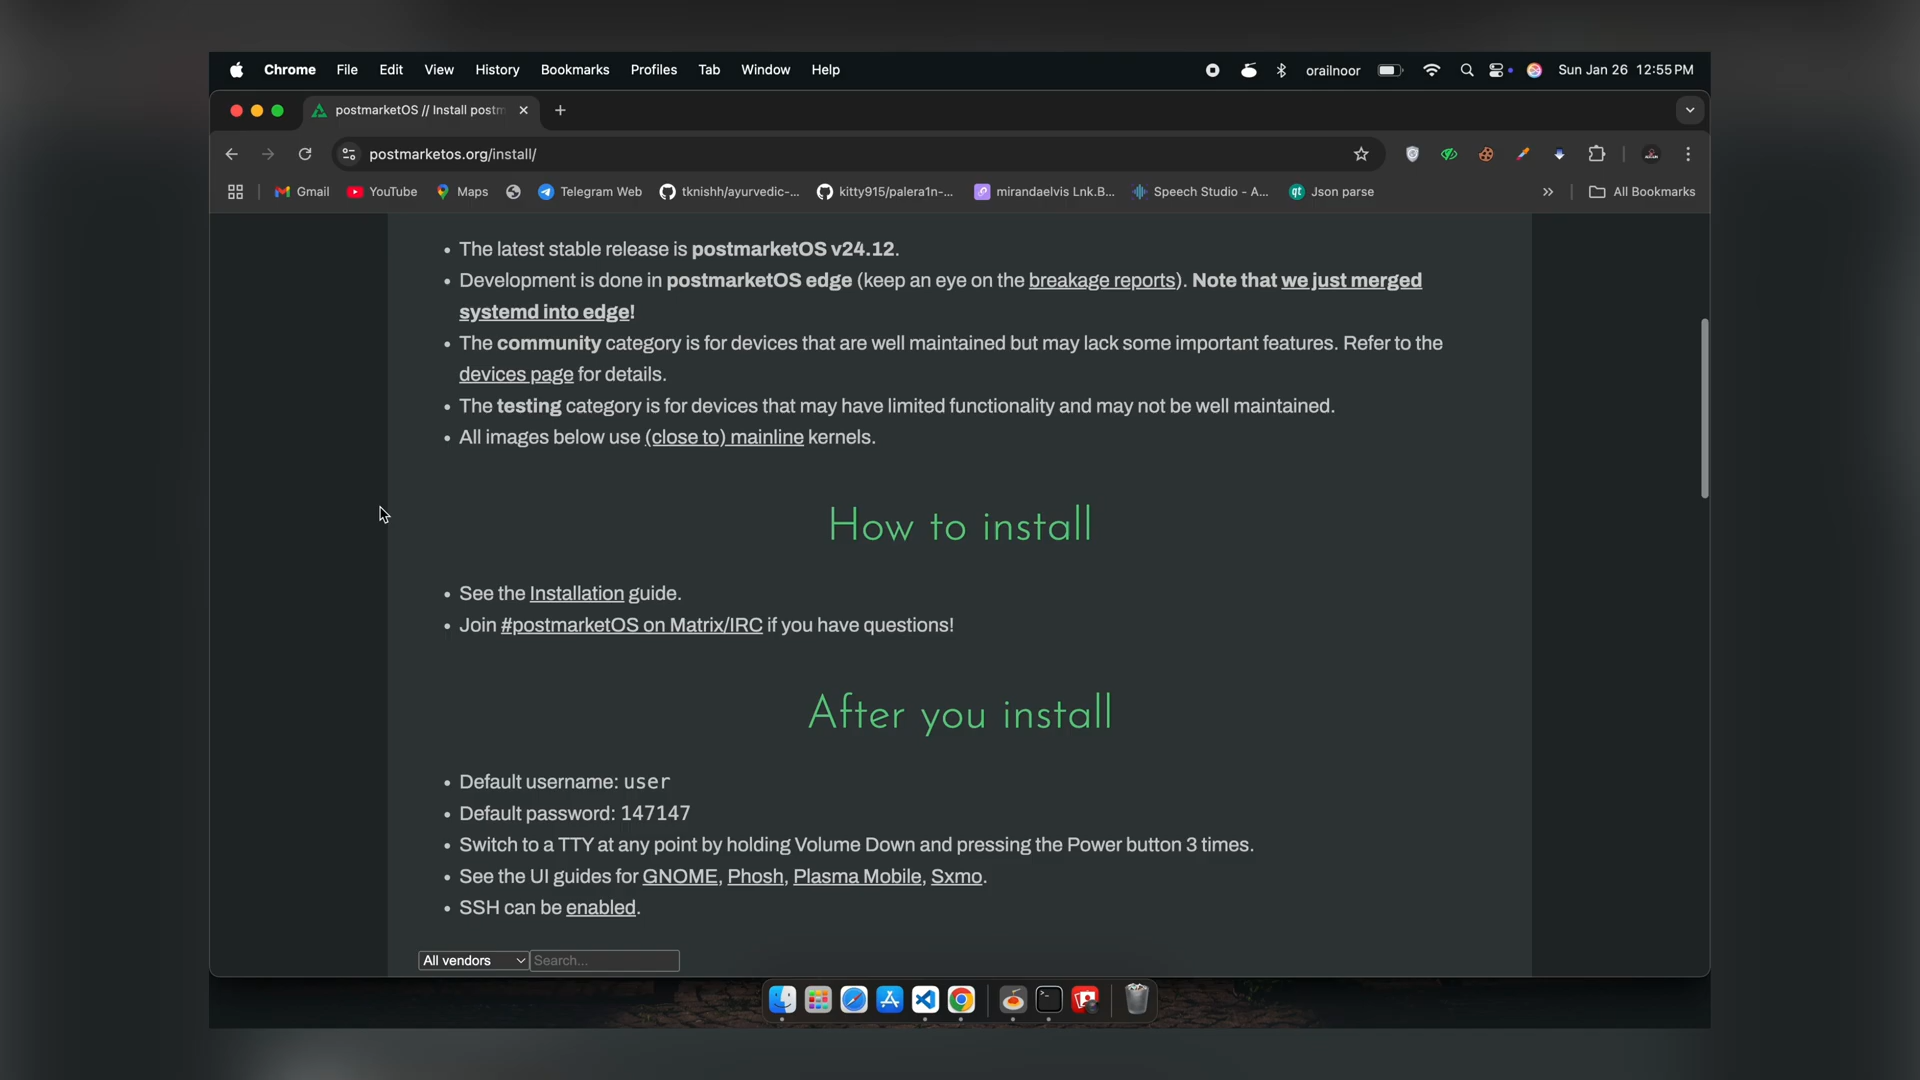 Chrome File Edit View History Bookmarks Profiles Tab Window Help orailnoor Sun Jan 26 12:55 PM
postmarketOS // Install postm
postmarketos.org/install/
Gmail YouTube Maps Telegram Web tknishh/ayurvedic-... kitty915/palera1n-... mirandaelvis Lnk.B... Speech Studio - A... Json parse » All Bookmarks
• The latest stable release is postmarketOS v24.12.
• Development is done in postmarketOS edge (keep an eye on the breakage reports). Note that we just merged
systemd into edge!
• The community category is for devices that are well maintained but may lack some important features. Refer to the
devices page for details.
• The testing category is for devices that may have limited functionality and may not be well maintained.
• All images below use (close to) mainline kernels.
How to install
• See the Installation guide.
• Join #postmarketOS on Matrix/IRC if you have questions!
After you install
• Default username: user
• Default password: 147147
• Switch to a TTY at any point by holding Volume Down and pressing the Power button 3 times.
• See the UI guides for GNOME, Phosh, Plasma Mobile, Sxmo.
• SSH can be enabled.
All vendors Search...